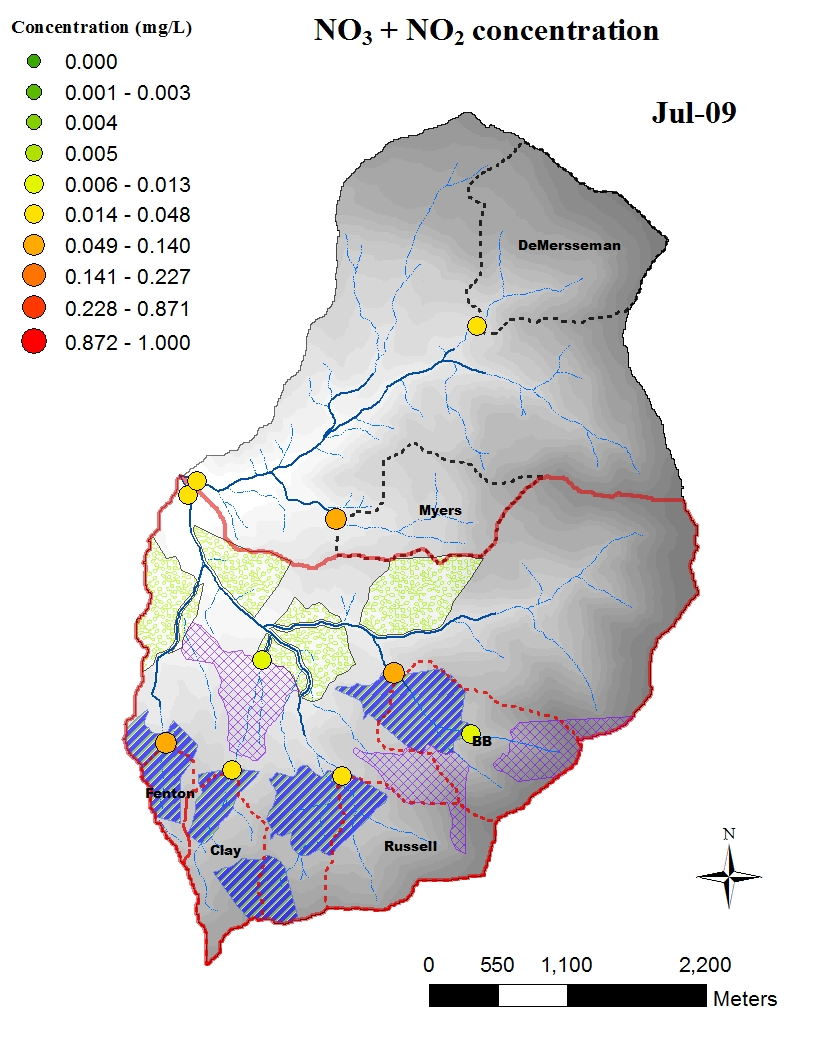 NO3 + NO2 concentration
Concentration (mg/L)
0.000
0.001 - 0.003
0.004
0.005
0.006 - 0.013
0.014 - 0.048
0.049 - 0.140
0.141 - 0.227
0.228 - 0.871
0.872 - 1.000
Jul-09
DeMersseman
Myers
BB
Fenton
Clay
Russell
N
0 550 1,100 2,200
Meters